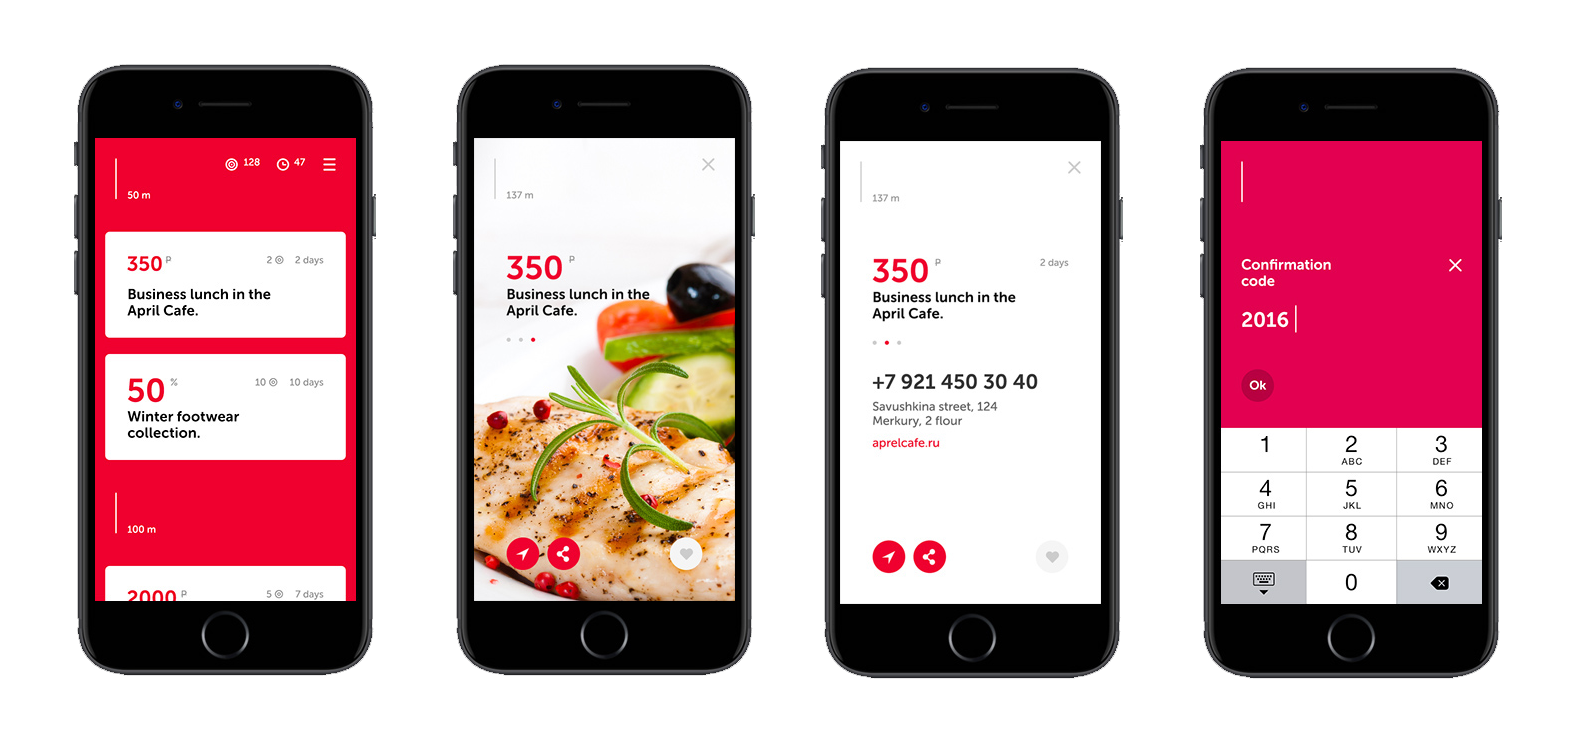 128 47
50 m
350 P 2 2 days
Business lunch in the
April Cafe.
50 % 10 10 days
Winter footwear
collection.
100 m
2000 P 5 7 days
137 m
350 P
Business lunch in the
April Cafe.
137 m
350 P 2 days
Business lunch in the
April Cafe.
+7 921 450 30 40
Savushkina street, 124
Merkury, 2 flour
aprelcafe.ru
Confirmation
code
2016
Ok
1 2 3
ABC DEF
4 5 6
GHI JKL MNO
7 8 9
PQRS TUV WXYZ
0